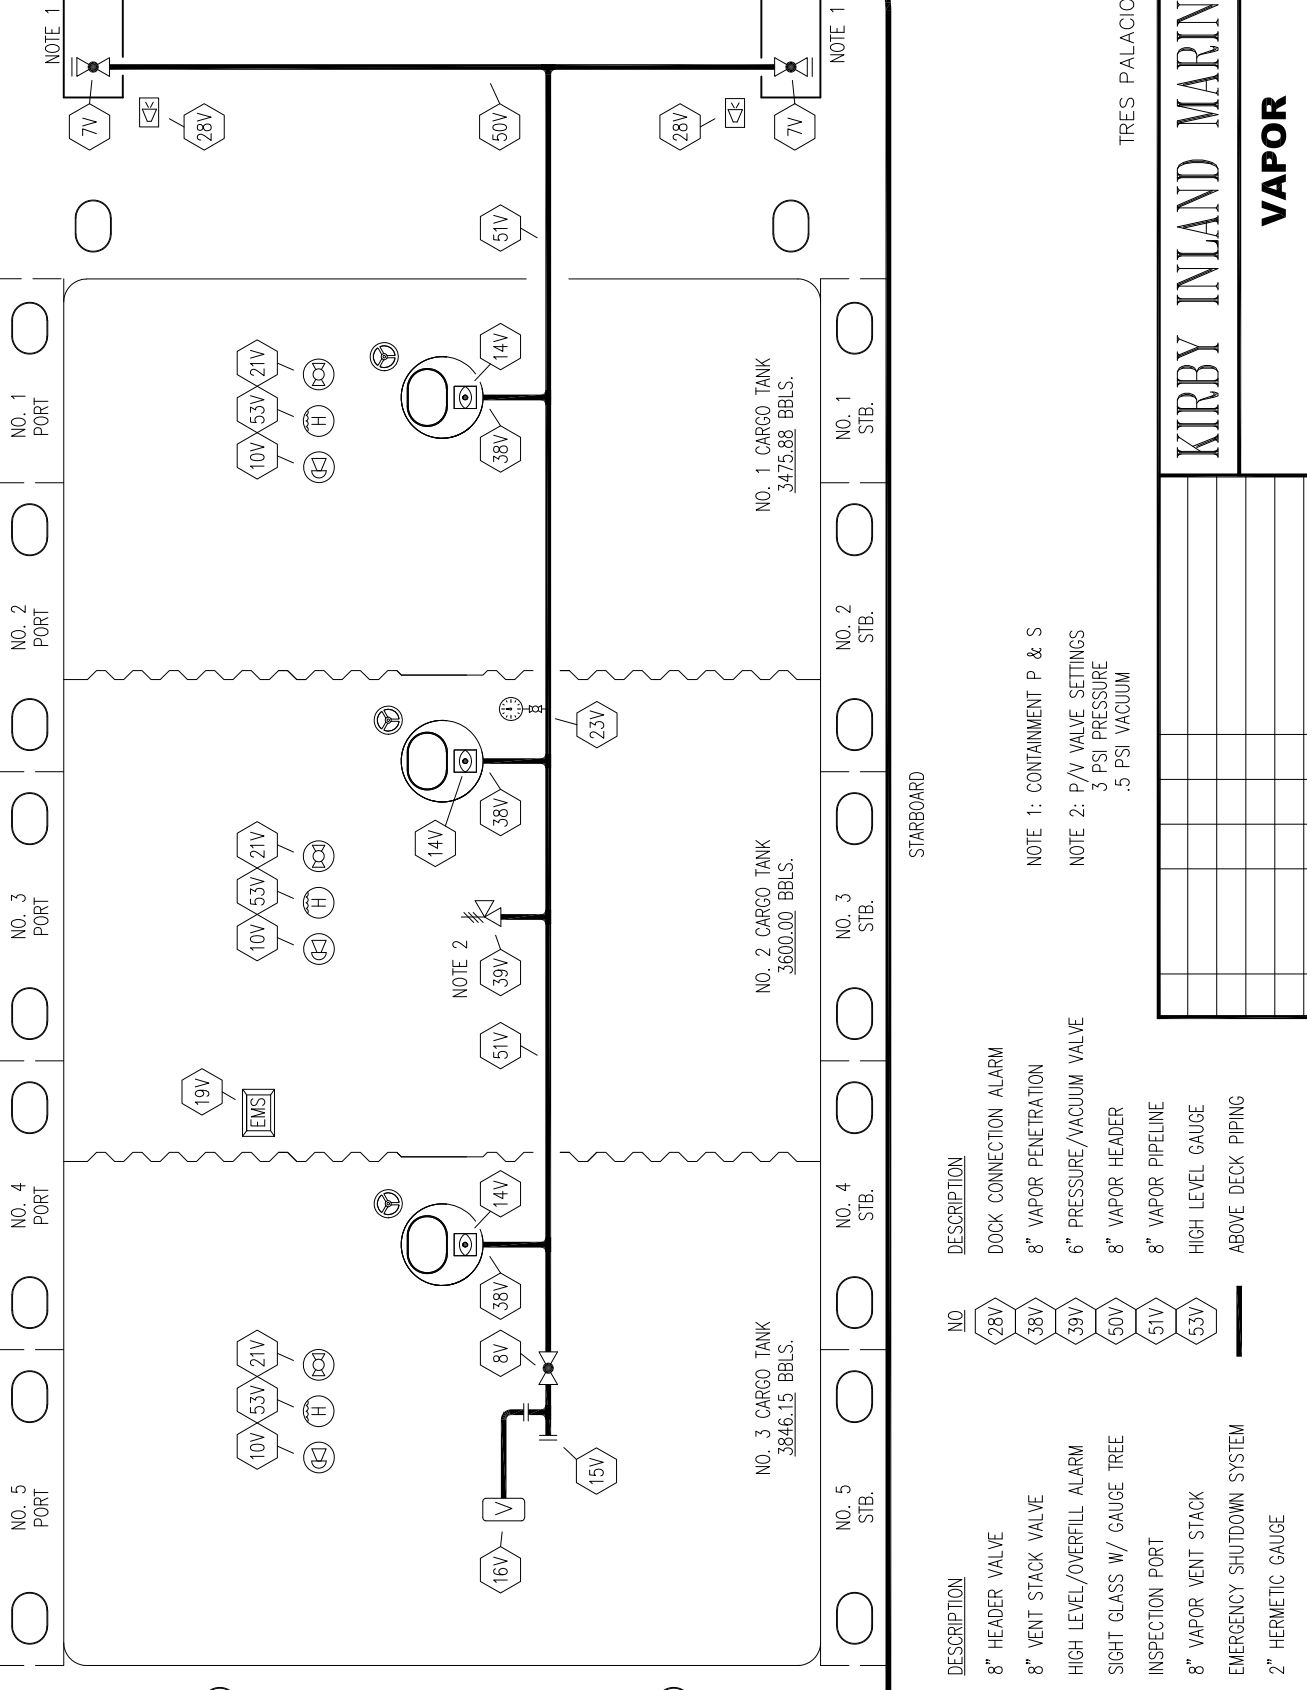 NOTE 1
7V
28V
50V
28V
7V
NOTE 1
51V
NO. 1
PORT
21V
53V
10V
H
14V
38V
NO. 1 CARGO TANK
3475.88 BBLS.
NO. 1
STB.
NO. 2
PORT
NO. 2
STB.
23V
NO. 3
PORT
21V
53V
10V
H
14V
38V
NOTE 2
39V
51V
NO. 2 CARGO TANK
3600.00 BBLS.
NO. 3
STB.
19V
EMS
NO. 4
PORT
14V
38V
8V
NO. 4
STB.
NO. 5
PORT
21V
53V
10V
H
V
16V
15V
NO. 3 CARGO TANK
3846.15 BBLS.
NO. 5
STB.
STARBOARD
DESCRIPTION
8" HEADER VALVE
8" VENT STACK VALVE
HIGH LEVEL/OVERFILL ALARM
SIGHT GLASS W/ GAUGE TREE
INSPECTION PORT
8" VAPOR VENT STACK
EMERGENCY SHUTDOWN SYSTEM
2" HERMETIC GAUGE
NO DESCRIPTION
28V DOCK CONNECTION ALARM
38V 8" VAPOR PENETRATION
39V 6" PRESSURE/VACUUM VALVE
50V 8" VAPOR HEADER
51V 8" VAPOR PIPELINE
53V HIGH LEVEL GAUGE
ABOVE DECK PIPING
NOTE 1: CONTAINMENT P & S
NOTE 2: P/V VALVE SETTINGS
3 PSI PRESSURE
.5 PSI VACUUM
TRES PALACIO
KIRBY INLAND MARIN
VAPOR